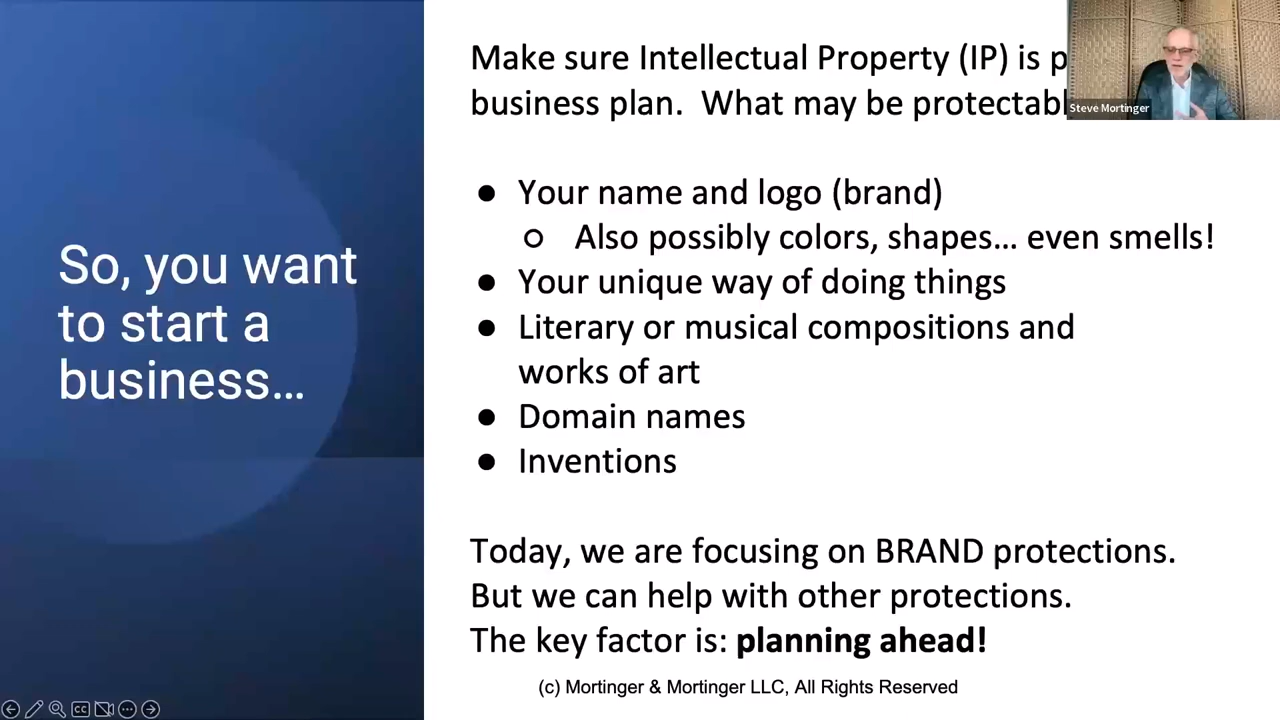 Make sure Intellectual Property (IP) is
business plan. What may be
Steve Mortinger
So, you want
to start a
business...
● Your name and logo (brand)
○ Also possibly colors, shapes... even smells!
● Your unique way of doing things
● Literary or musical compositions and
works of art
● Domain names
● Inventions
Today, we are focusing on BRAND protections.
But we can help with other protections.
The key factor is: planning ahead!
(c) Mortinger & Mortinger LLC, All Rights Reserved
CC